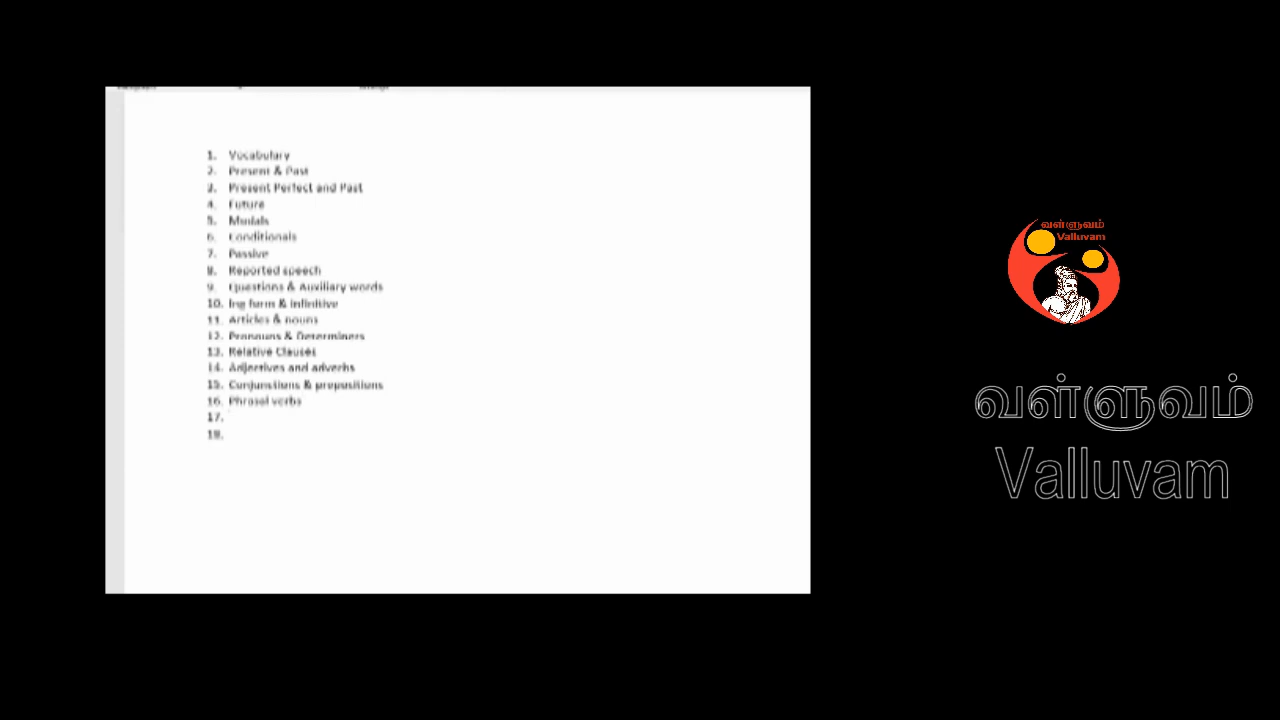 1. Vocabulary
2. Present & Past
3. Present Perfect and Past
4. Future
5. Modals
6. Conditionals
7. Passive
8. Reported speech
9. Questions & Auxiliary words
10. Ing form & infinitive
11. Articles & nouns
12. Pronouns & Determiners
13. Relative Clauses
14. Adjectives and adverbs
15. Conjunctions & prepositions
16. Phrasal verbs
17.
18.
வள்ளுவம்
Valluvam
வள்ளுவம்
Valluvam